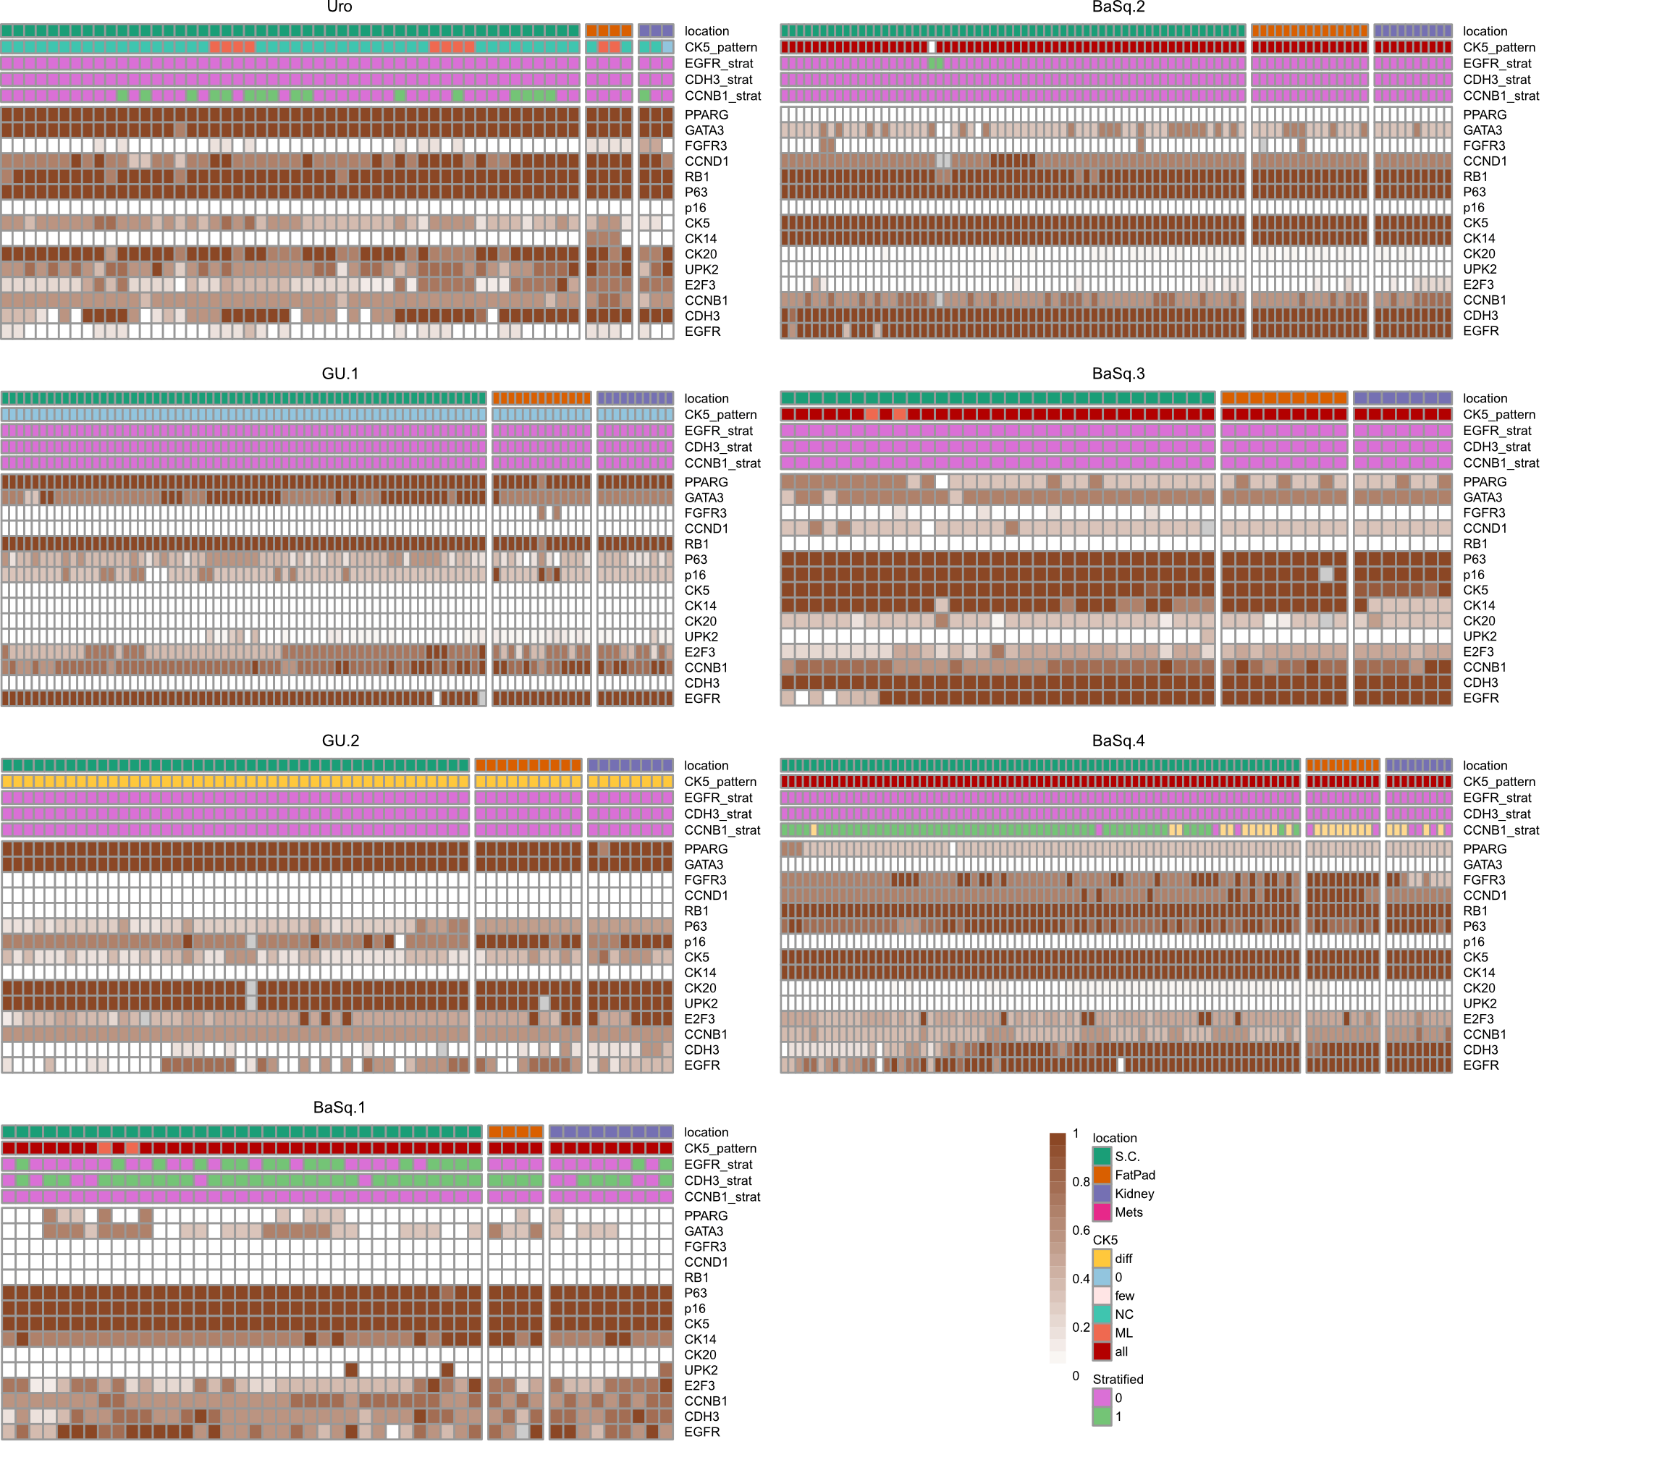 Uro
location
CK5_pattern
EGFR_strat
CDH3_strat
CCNB1_strat
PPARG
GATA3
FGFR3
CCND1
RB1
P63
p16
CK5
CK14
CK20
UPK2
E2F3
CCNB1
CDH3
EGFR
BaSq.2
location
CK5_pattern
EGFR_strat
CDH3_strat
CCNB1_strat
PPARG
GATA3
FGFR3
CCND1
RB1
P63
p16
CK5
CK14
CK20
UPK2
E2F3
CCNB1
CDH3
EGFR
GU.1
location
CK5_pattern
EGFR_strat
CDH3_strat
CCNB1_strat
PPARG
GATA3
FGFR3
CCND1
RB1
P63
p16
CK5
CK14
CK20
UPK2
E2F3
CCNB1
CDH3
EGFR
BaSq.3
location
CK5_pattern
EGFR_strat
CDH3_strat
CCNB1_strat
PPARG
GATA3
FGFR3
CCND1
RB1
P63
p16
CK5
CK14
CK20
UPK2
E2F3
CCNB1
CDH3
EGFR
GU.2
location
CK5_pattern
EGFR_strat
CDH3_strat
CCNB1_strat
PPARG
GATA3
FGFR3
CCND1
RB1
P63
p16
CK5
CK14
CK20
UPK2
E2F3
CCNB1
CDH3
EGFR
BaSq.4
location
CK5_pattern
EGFR_strat
CDH3_strat
CCNB1_strat
PPARG
GATA3
FGFR3
CCND1
RB1
P63
p16
CK5
CK14
CK20
UPK2
E2F3
CCNB1
CDH3
EGFR
BaSq.1
location
CK5_pattern
EGFR_strat
CDH3_strat
CCNB1_strat
PPARG
GATA3
FGFR3
CCND1
RB1
P63
p16
CK5
CK14
CK20
UPK2
E2F3
CCNB1
CDH3
EGFR
1
0.8
0.6
0.4
0.2
0
location
S.C.
FatPad
Kidney
Mets
CK5
diff
0
few
NC
ML
all
Stratified
0
1